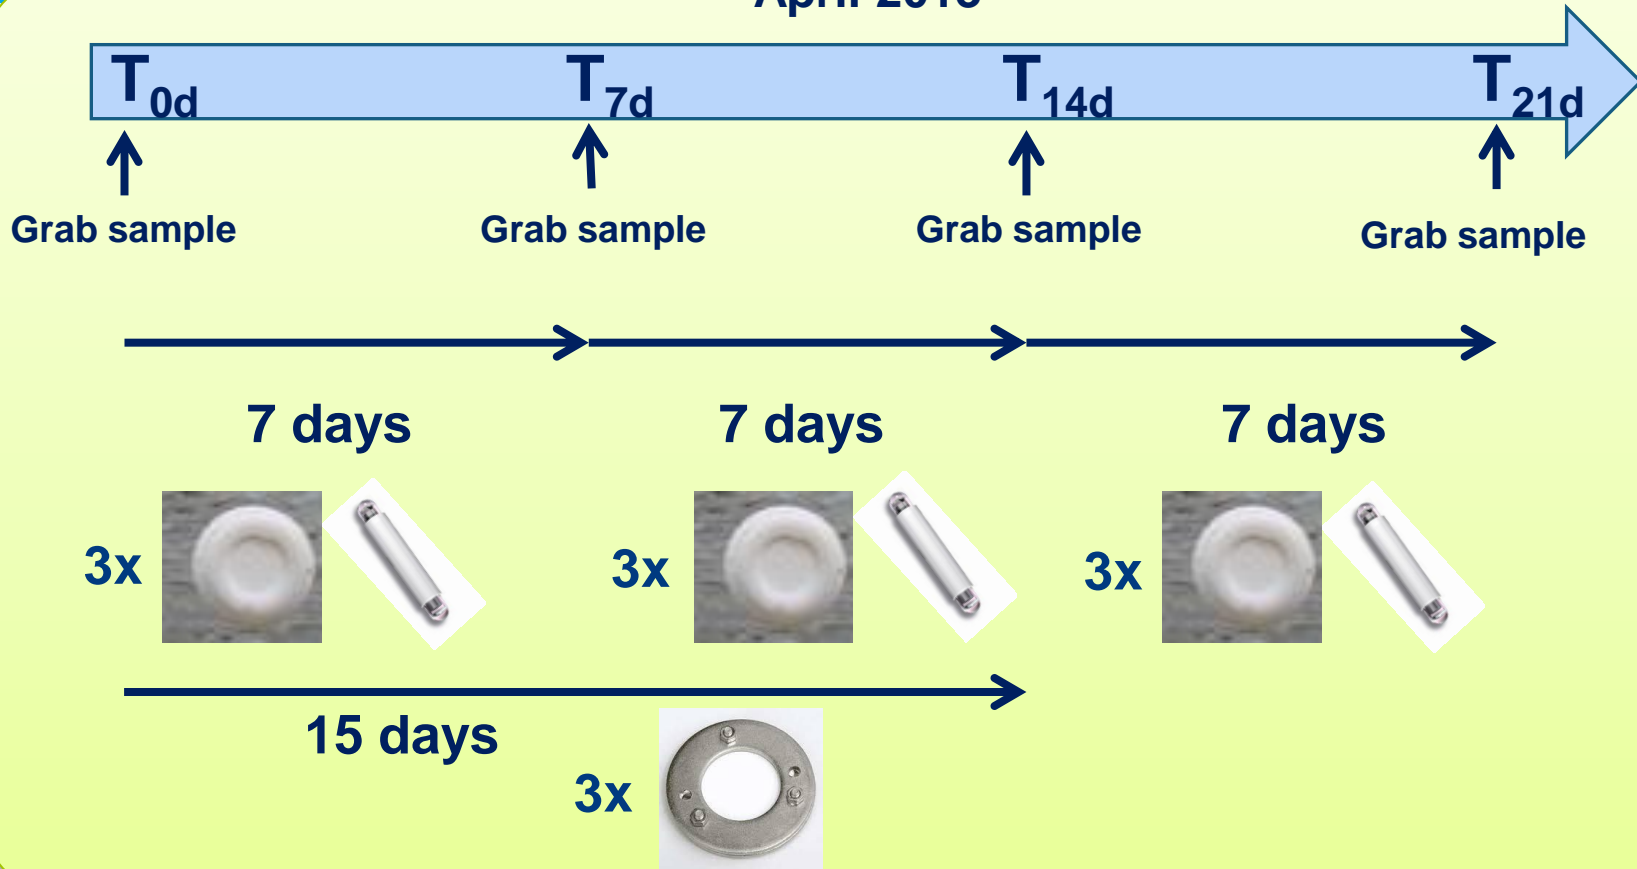 T0d T7d T14d T21d
Grab sample Grab sample Grab sample Grab sample
7 days 7 days 7 days
3x 3x 3x
15 days
3x